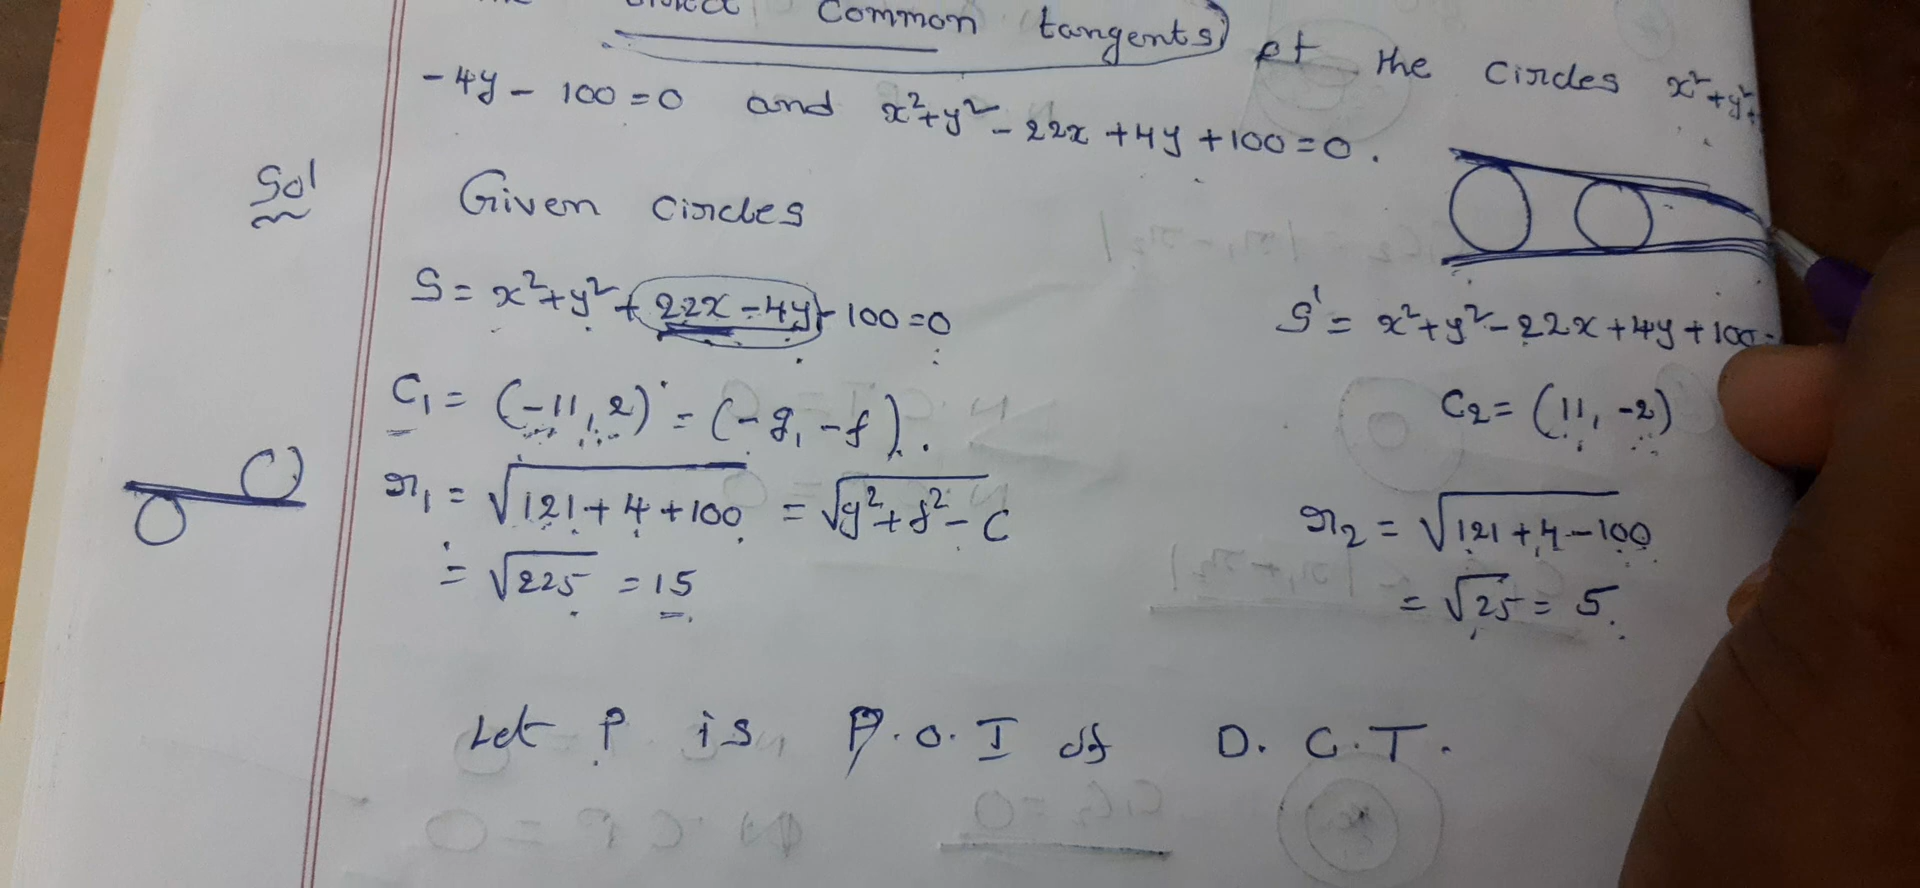 common tangents of the circles x²+y²+
-4y - 100 = 0 and x²+y² - 22x + 4y + 100 = 0.
Sol
Given circles
S = x²+y² + 22x - 4y - 100 = 0
S' = x²+y² - 22x + 4y + 100 =
C₁ = (-11, 2) = (-g, -f).
C₂ = (11, -2)
r₁ = √121 + 4 + 100 = √g²+f² - c
r₂ = √121 + 4 - 100
= √225 = 15
= √25 = 5.
Let P is P.O.I of D.C.T.